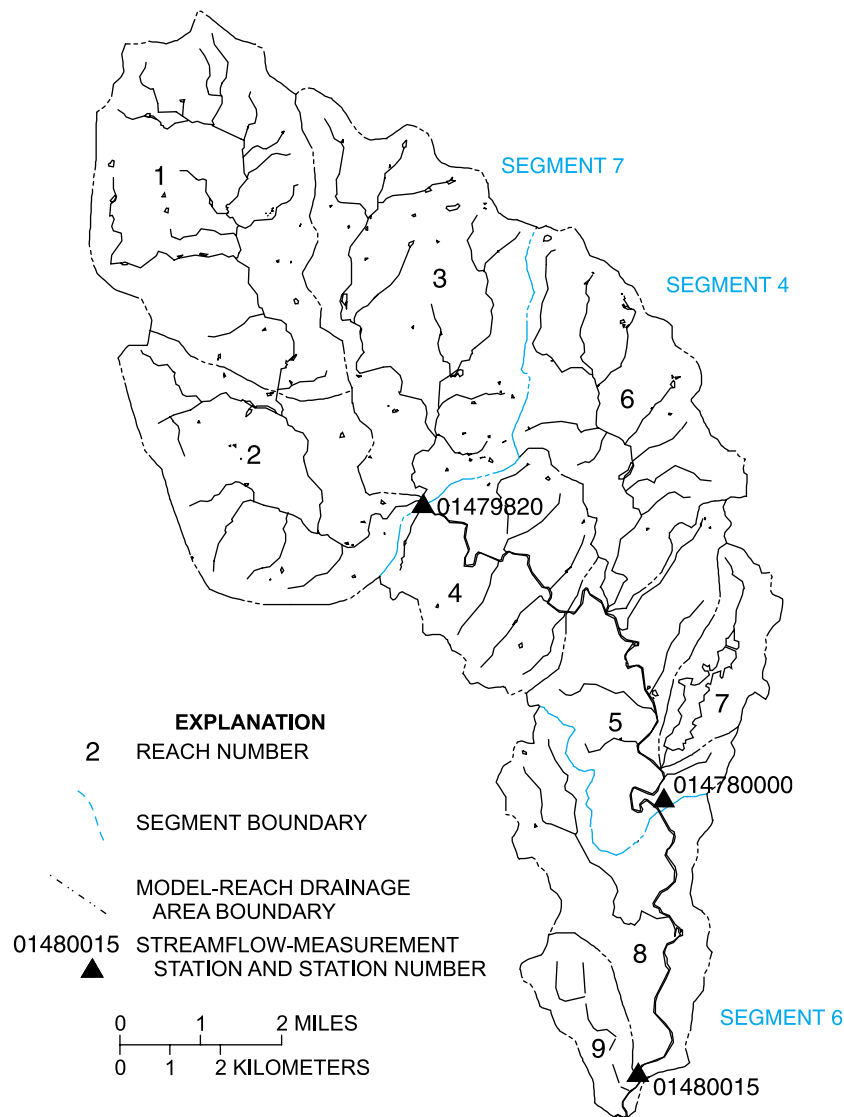 SEGMENT 7
1
3
SEGMENT 4
6
2
01479820
4
7
5
EXPLANATION
2 REACH NUMBER
014780000
SEGMENT BOUNDARY
MODEL-REACH DRAINAGE
AREA BOUNDARY
01480015 STREAMFLOW-MEASUREMENT
STATION AND STATION NUMBER
8
SEGMENT 6
0 1 2 MILES
0 1 2 KILOMETERS
9
01480015